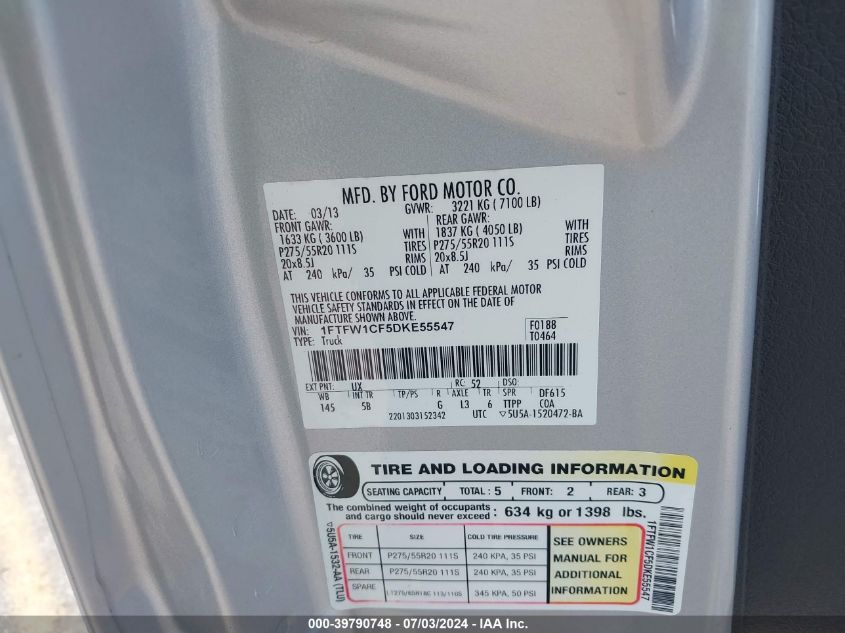 MFD. BY FORD MOTOR CO.
DATE: 03/13 GVWR: 3221 KG ( 7100 LB)
FRONT GAWR: REAR GAWR:
1633 KG ( 3600 LB) WITH 1837 KG ( 4050 LB) WITH
P275/55R20 111S TIRES P275/55R20 111S TIRES
20x8.5J RIMS 20x8.5J RIMS
AT 240 kPa/ 35 PSI COLD AT 240 kPa/ 35 PSI COLD
THIS VEHICLE CONFORMS TO ALL APPLICABLE FEDERAL MOTOR
VEHICLE SAFETY STANDARDS IN EFFECT ON THE DATE OF
MANUFACTURE SHOWN ABOVE.
VIN: 1FTFW1CF5DKE55547 F0188
TYPE: Truck T0464
EXT PNT: UX RC: 52 DSO:
WB INT TR TP/PS R AXLE TR SPR DF615
145 5B G L3 6 TTPP COA
2201303152342 UTC ▽5U5A-1520472-BA
TIRE AND LOADING INFORMATION
SEATING CAPACITY TOTAL : 5 FRONT: 2 REAR: 3
The combined weight of occupants
and cargo should never exceed : 634 kg or 1398 lbs.
TIRE SIZE COLD TIRE PRESSURE
FRONT P275/55R20 111S 240 KPA, 35 PSI
REAR P275/55R20 111S 240 KPA, 35 PSI
SPARE 345 KPA, 50 PSI
SEE OWNERS
MANUAL FOR
ADDITIONAL
INFORMATION
▽5U5A-1532-AA (TLU)
1FTFW1CF5DKE55547
000-39790748 - 07/03/2024 - IAA Inc.